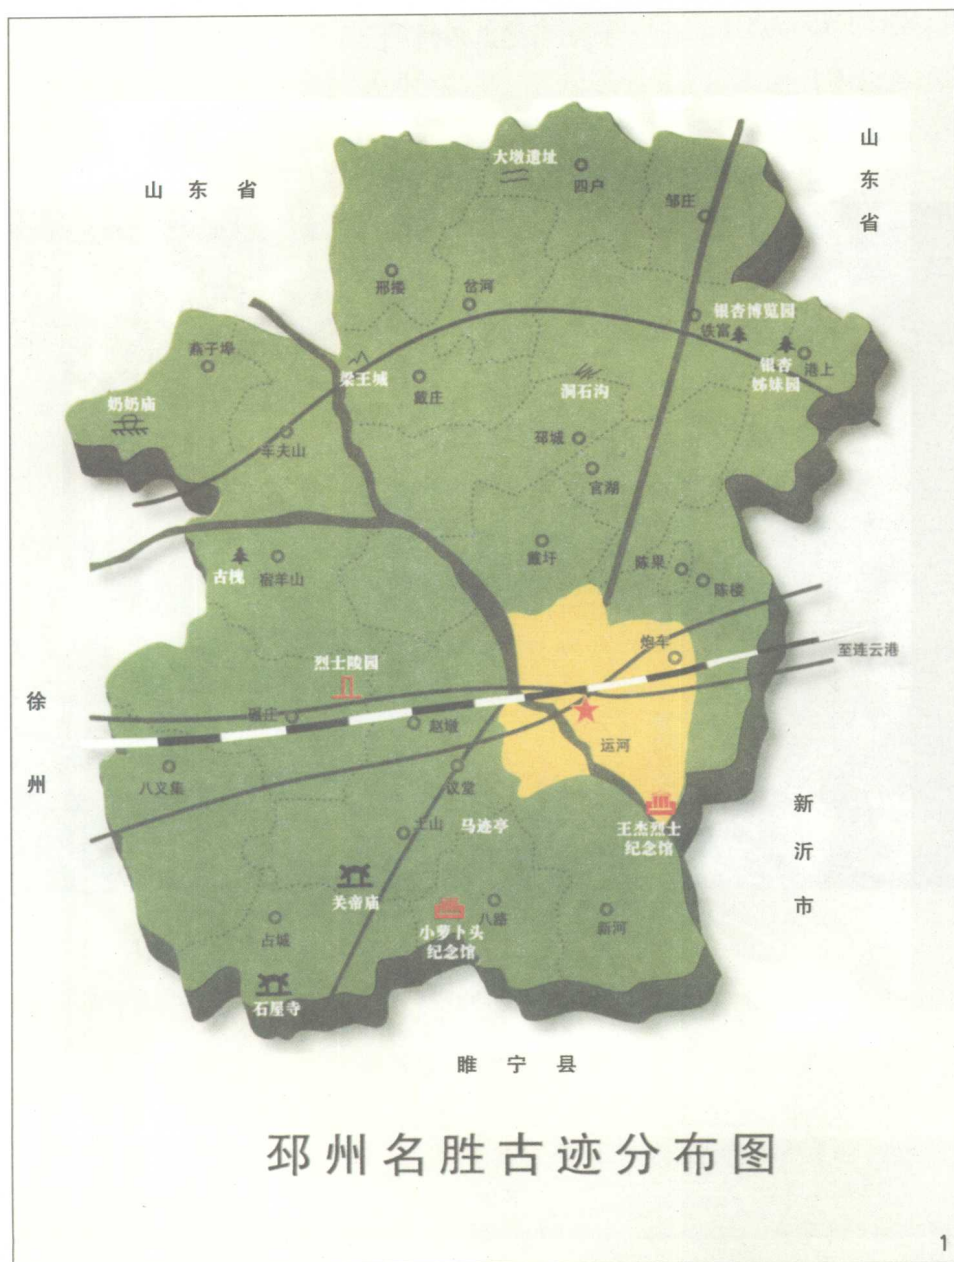 山东省
山东省
大墩遗址
四户
邹庄
邢楼
岔河
银杏博览园
铁富
燕子埠
梁王城
戴庄
洞石沟
银杏
姊妹园
港上
奶奶庙
车夫山
邳城
官湖
古槐
宿羊山
戴圩
陈果
陈楼
炮车
至连云港
烈士陵园
徐州
碾庄
赵墩
运河
八义集
议堂
土山
马迹亭
王杰烈士
纪念馆
新沂市
关帝庙
占城
小萝卜头
纪念馆
八路
新河
石屋寺
睢宁县
邳州名胜古迹分布图
1